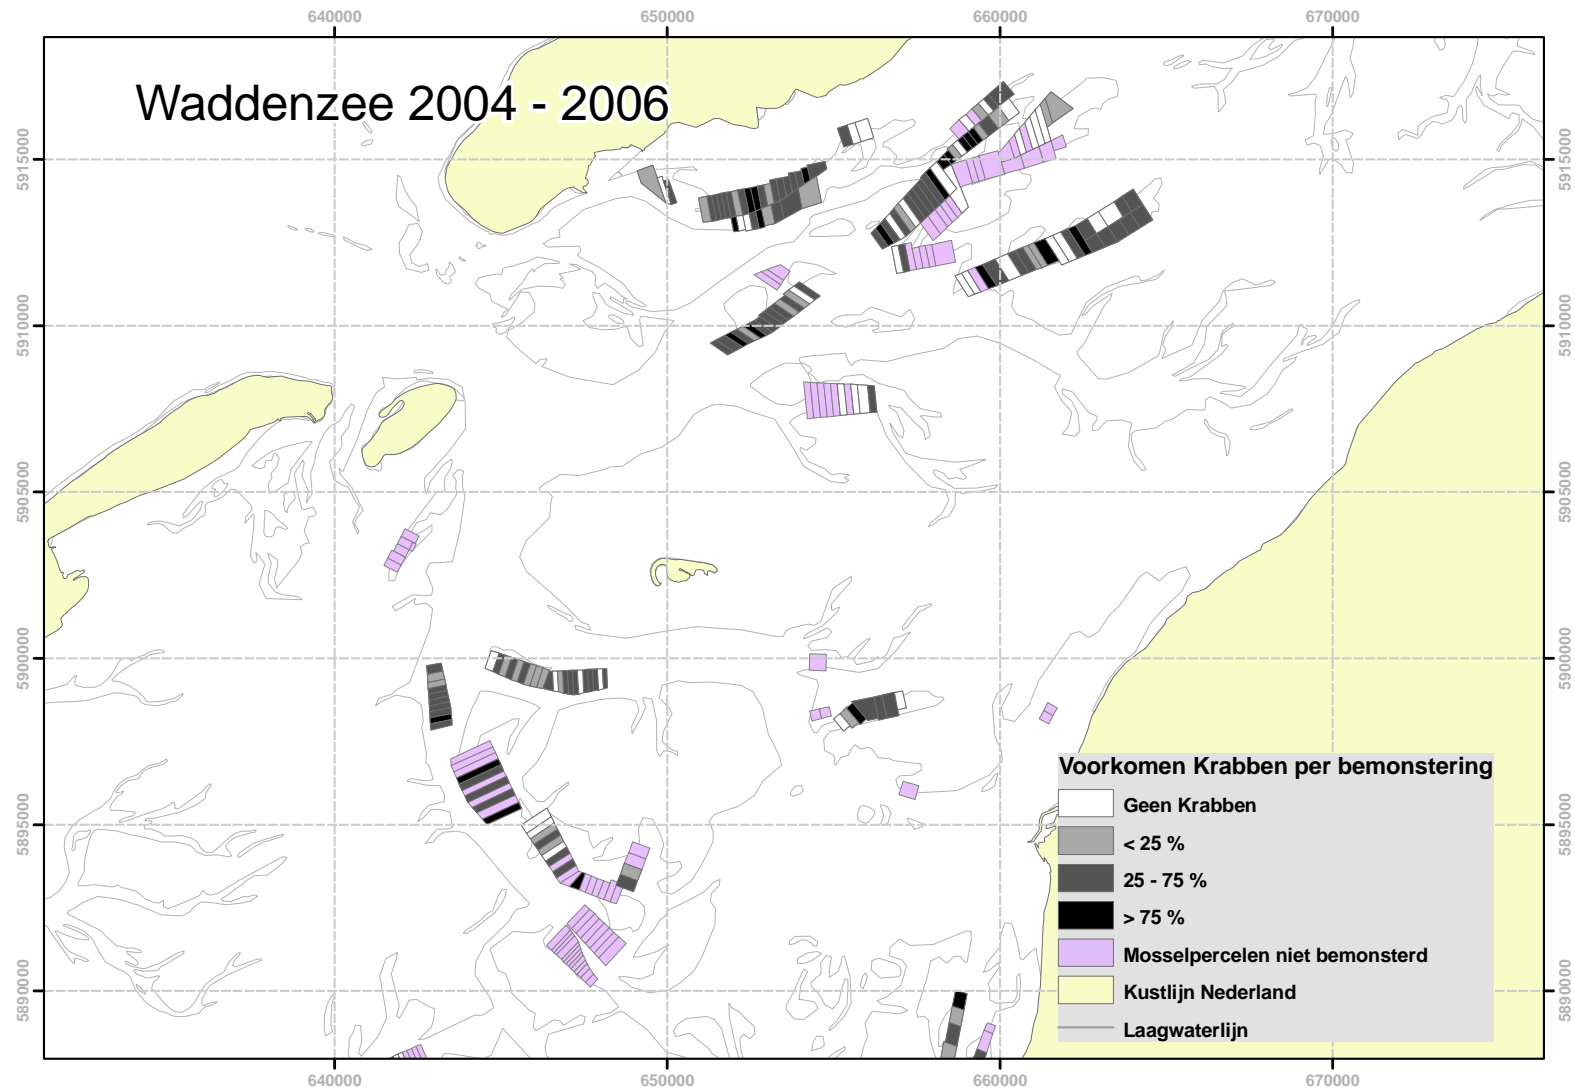 640000 650000 660000 670000
Waddenzee 2004 - 2006
5915000 5915000
5910000 5910000
5905000 5905000
5900000 5900000
5895000 5895000
5890000 5890000
Voorkomen Krabben per bemonstering
Geen Krabben
< 25 %
25 - 75 %
> 75 %
Mosselpercelen niet bemonsterd
Kustlijn Nederland
Laagwaterlijn
640000 650000 660000 670000